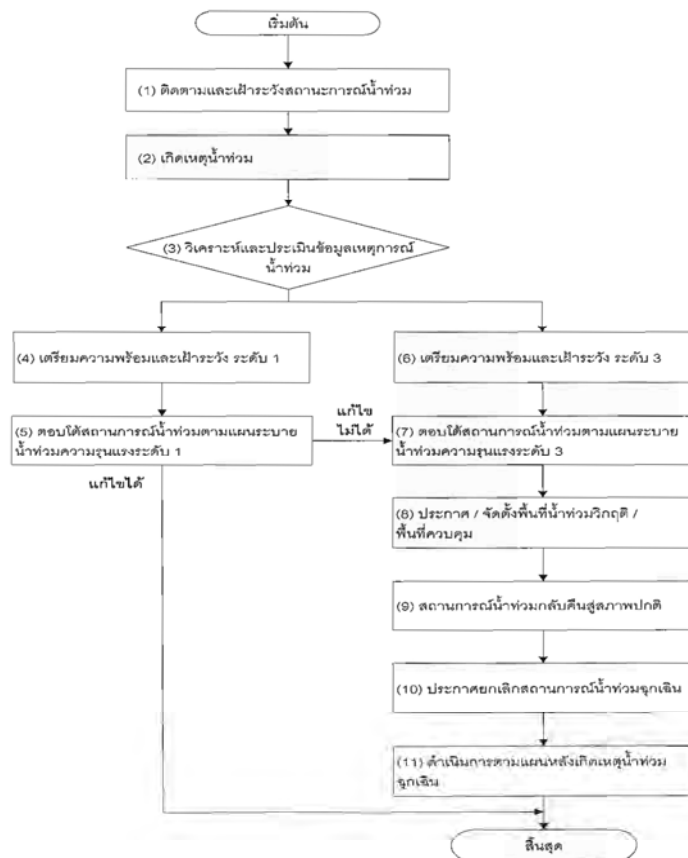 เริ่มต้น
(1) ติดตามและเฝ้าระวังสถานะการณ์น้ำท่วม
(2) เกิดเหตุน้ำท่วม
(3) วิเคราะห์และประเมินข้อมูลเหตุการณ์
น้ำท่วม
(4) เตรียมความพร้อมและเฝ้าระวัง ระดับ 1
(6) เตรียมความพร้อมและเฝ้าระวัง ระดับ 3
(5) ตอบโต้สถานการณ์น้ำท่วมตามแผนระบาย
น้ำท่วมความรุนแรงระดับ 1
แก้ไข
ไม่ได้
(7) ตอบโต้สถานการณ์น้ำท่วมตามแผนระบาย
น้ำท่วมความรุนแรงระดับ 3
แก้ไขได้
(8) ประกาศ / จัดตั้งพื้นที่น้ำท่วมวิกฤติ /
พื้นที่ควบคุม
(9) สถานการณ์น้ำท่วมกลับคืนสู่สภาพปกติ
(10) ประกาศยกเลิกสถานการณ์น้ำท่วมฉุกเฉิน
(11) ดำเนินการตามแผนหลังเกิดเหตุน้ำท่วม
ฉุกเฉิน
สิ้นสุด